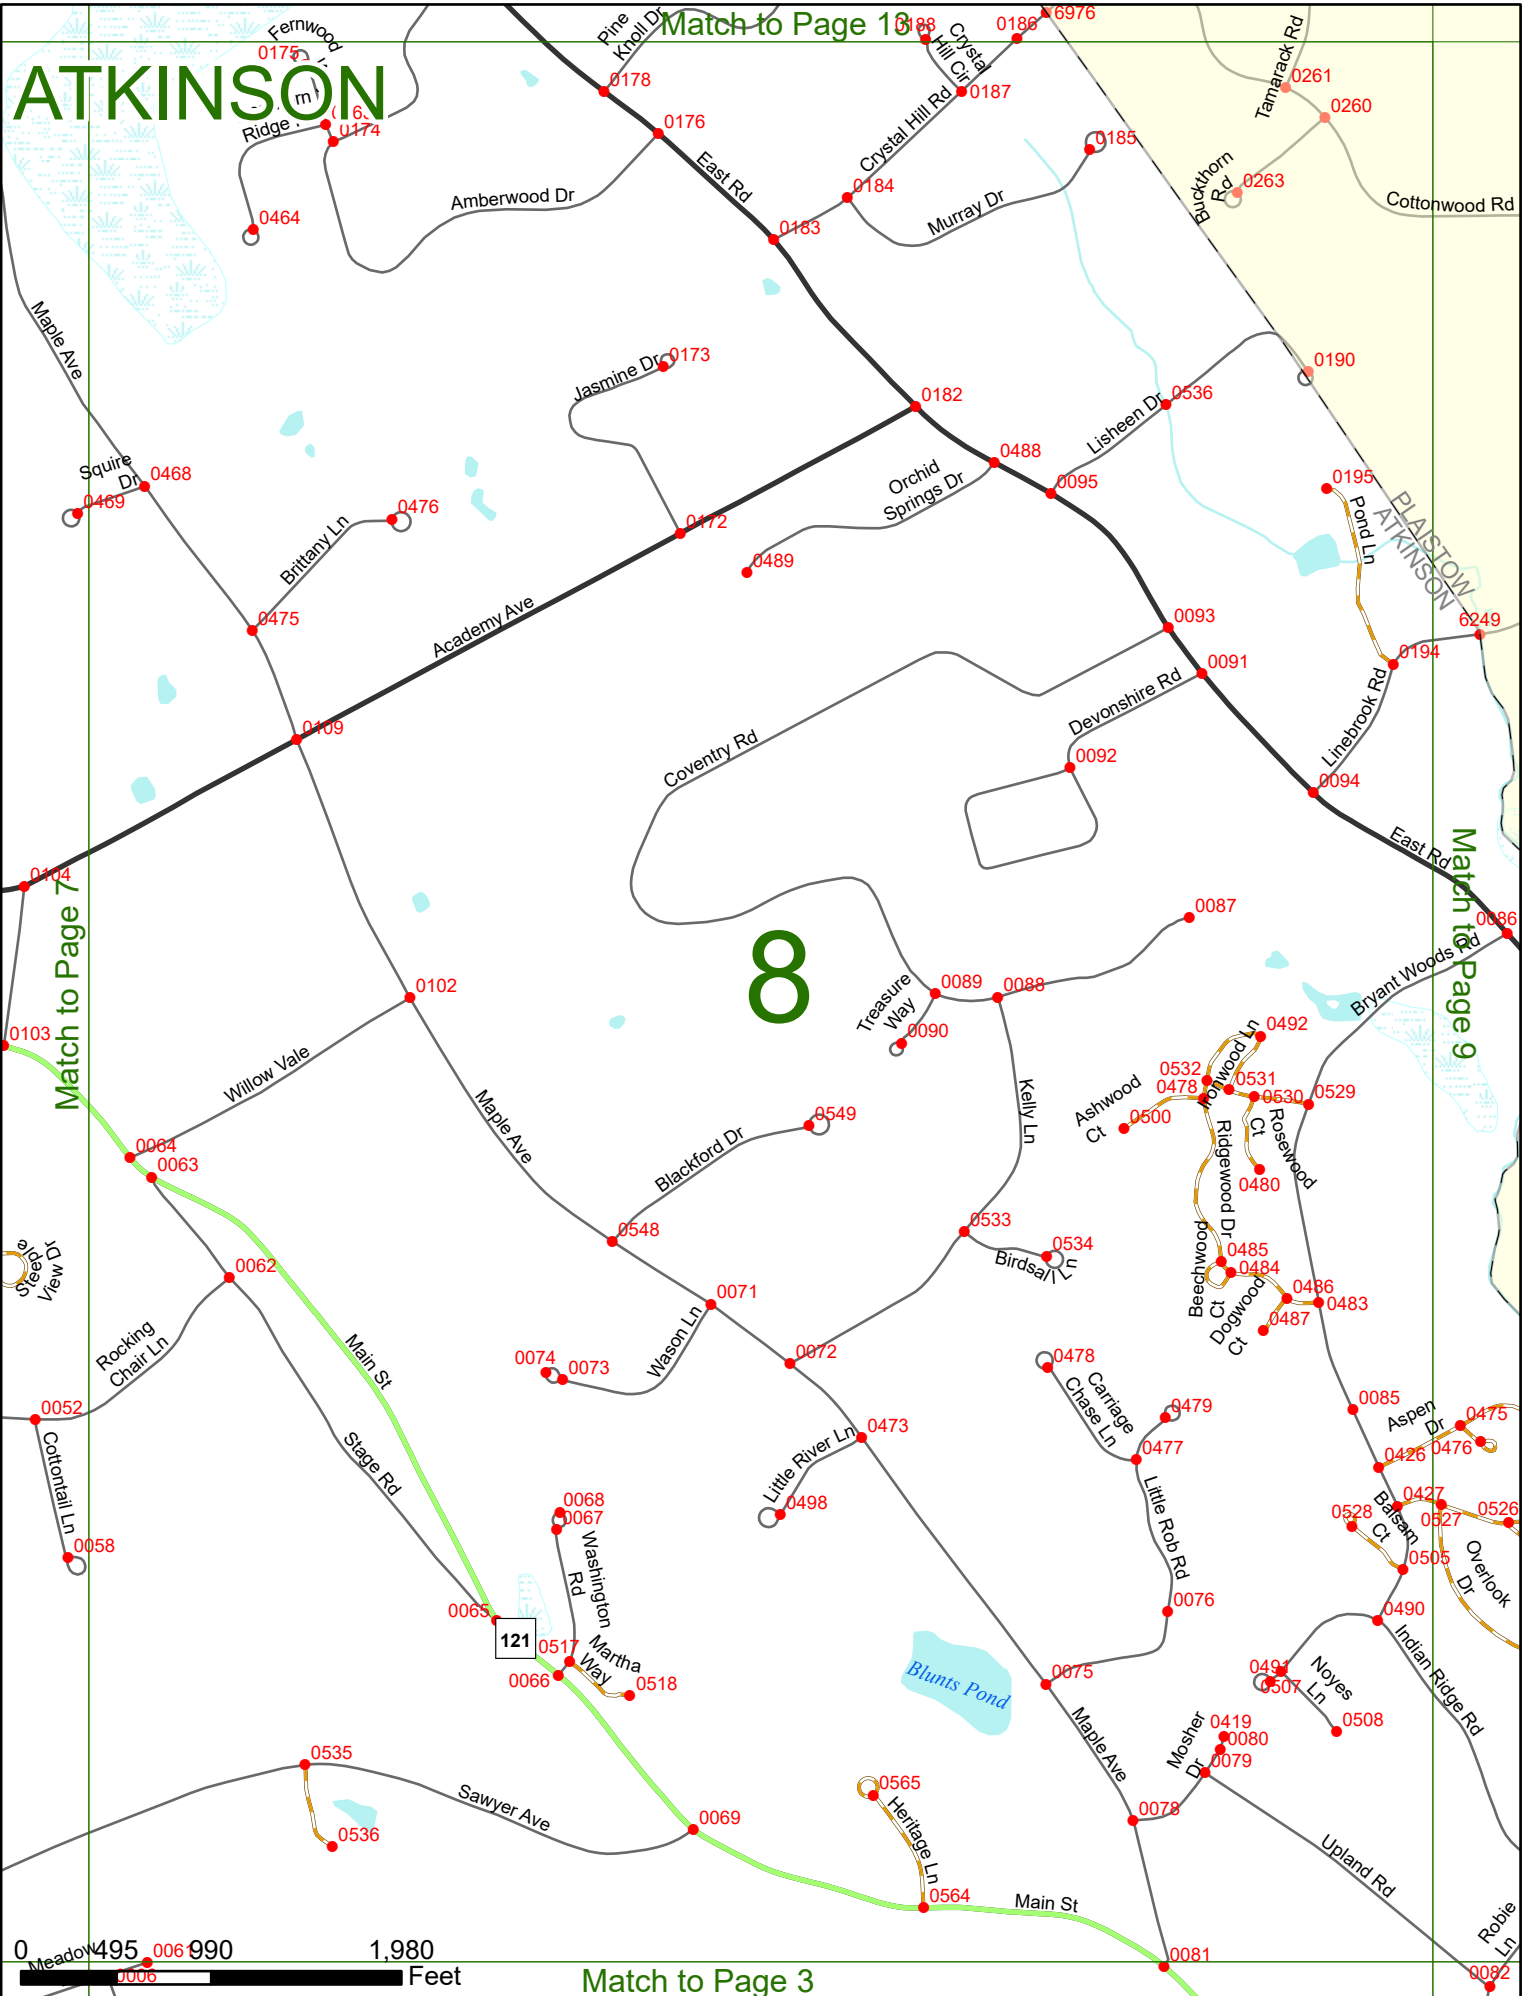 Match to Page 13
ATKINSON
Fernwood
0175
Pine
Knoll Dr
0188
Crystal
Hill Cir
0186
6976
0178
0187
0261
Tamarack Rd
0260
0174
Ridge
0176
East Rd
Crystal Hill Rd
0185
Buckthorn
Rd
0263
Cottonwood Rd
0464
Amberwood Dr
0184
Murray Dr
0183
Maple Ave
Jasmine Dr
0173
0190
0182
0536
Lisheen Dr
Squire
Dr
0468
0469
0488
Orchid
Springs Dr
0095
0195
Pond Ln
PLAISTOW
ATKINSON
0476
Brittany Ln
0172
0489
0475
Academy Ave
0093
6249
0194
0091
Devonshire Rd
Linebrook Rd
0109
Coventry Rd
0092
0094
East Rd
0104
Match to Page 7
Match to Page 9
0087
0086
Bryant Woods Rd
8
0102
Treasure
Way
0089
0088
0090
0103
Willow Vale
Maple Ave
Kelly Ln
0492
Ironwood Ln
0532
0531
0478
0530
0529
Ashwood
Ct
0500
0549
Blackford Dr
Rosewood
Ct
Ridgewood Dr
0480
0064
0063
0548
0533
0534
Birdsall Ln
Steeple
View Dr
0062
0485
0484
Beechwood
Ct
Dogwood
Ct
0486
0483
0487
0071
Wason Ln
0072
Rocking
Chair Ln
Main St
0074
0073
0478
Carriage
Chase Ln
0479
0085
Aspen
Dr
0475
0476
0052
Cottontail Ln
Stage Rd
Little River Ln
0473
0477
0426
0498
Little Rob Rd
0427
0527
0526
0528
Balsam
Ct
0068
0067
Washington
Rd
0058
0505
Overlook
Dr
0065
121
0076
0490
Indian Ridge Rd
0517
Martha
Way
0066
0518
Blunts Pond
0075
0491
0507
Noyes
Ln
0508
Maple Ave
Mosher
Dr
0419
0080
0079
0535
0536
Sawyer Ave
0069
0565
Heritage Ln
0078
Upland Rd
0564
Main St
Robie
Ln
0081
0082
0 495 990 1,980
Feet
Meadow
0061
0006
Match to Page 3